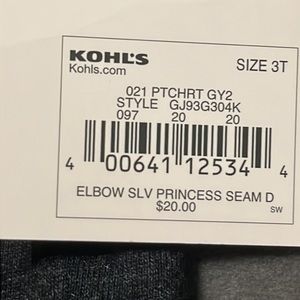 KOHL'S
Kohls.com
SIZE 3T
021 PTCHRT GY2
STYLE GJ93G304K
097 20 20
4 00641 12534 4
ELBOW SLV PRINCESS SEAM D
$20.00
SW